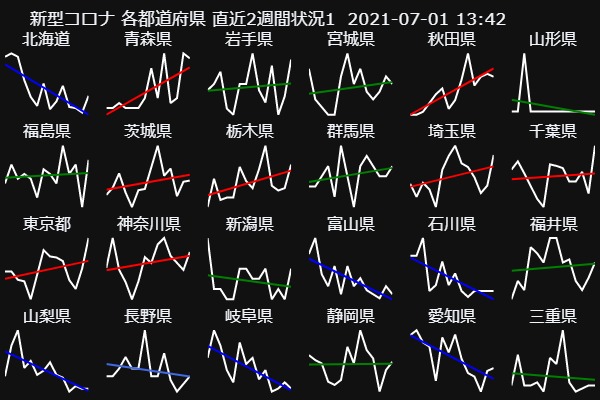 新型コロナ 各都道府県 直近2週間状況1 2021-07-01 13:42
北海道 青森県 岩手県 宮城県 秋田県 山形県
福島県 茨城県 栃木県 群馬県 埼玉県 千葉県
東京都 神奈川県 新潟県 富山県 石川県 福井県
山梨県 長野県 岐阜県 静岡県 愛知県 三重県